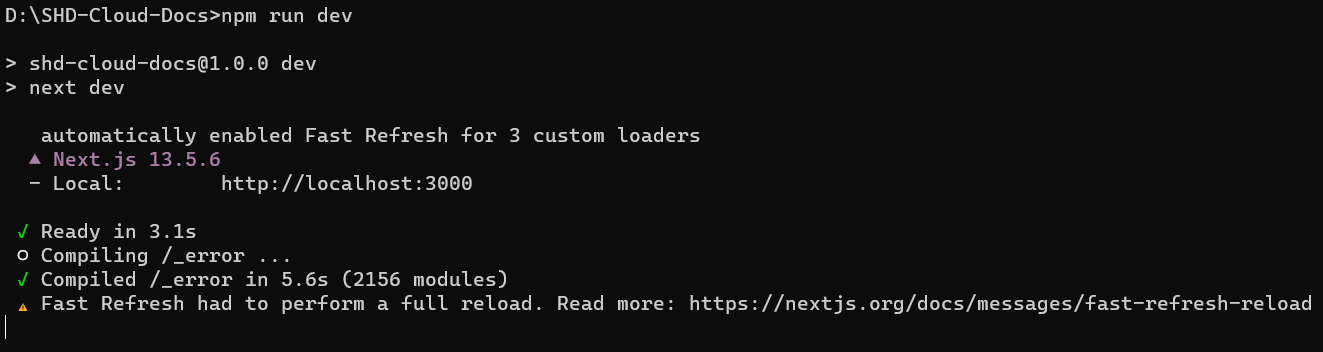 D:\SHD-Cloud-Docs>npm run dev
> shd-cloud-docs@1.0.0 dev
> next dev
automatically enabled Fast Refresh for 3 custom loaders
▲ Next.js 13.5.6
- Local:        http://localhost:3000
√ Ready in 3.1s
○ Compiling /_error ...
√ Compiled /_error in 5.6s (2156 modules)
⚠ Fast Refresh had to perform a full reload. Read more: https://nextjs.org/docs/messages/fast-refresh-reload